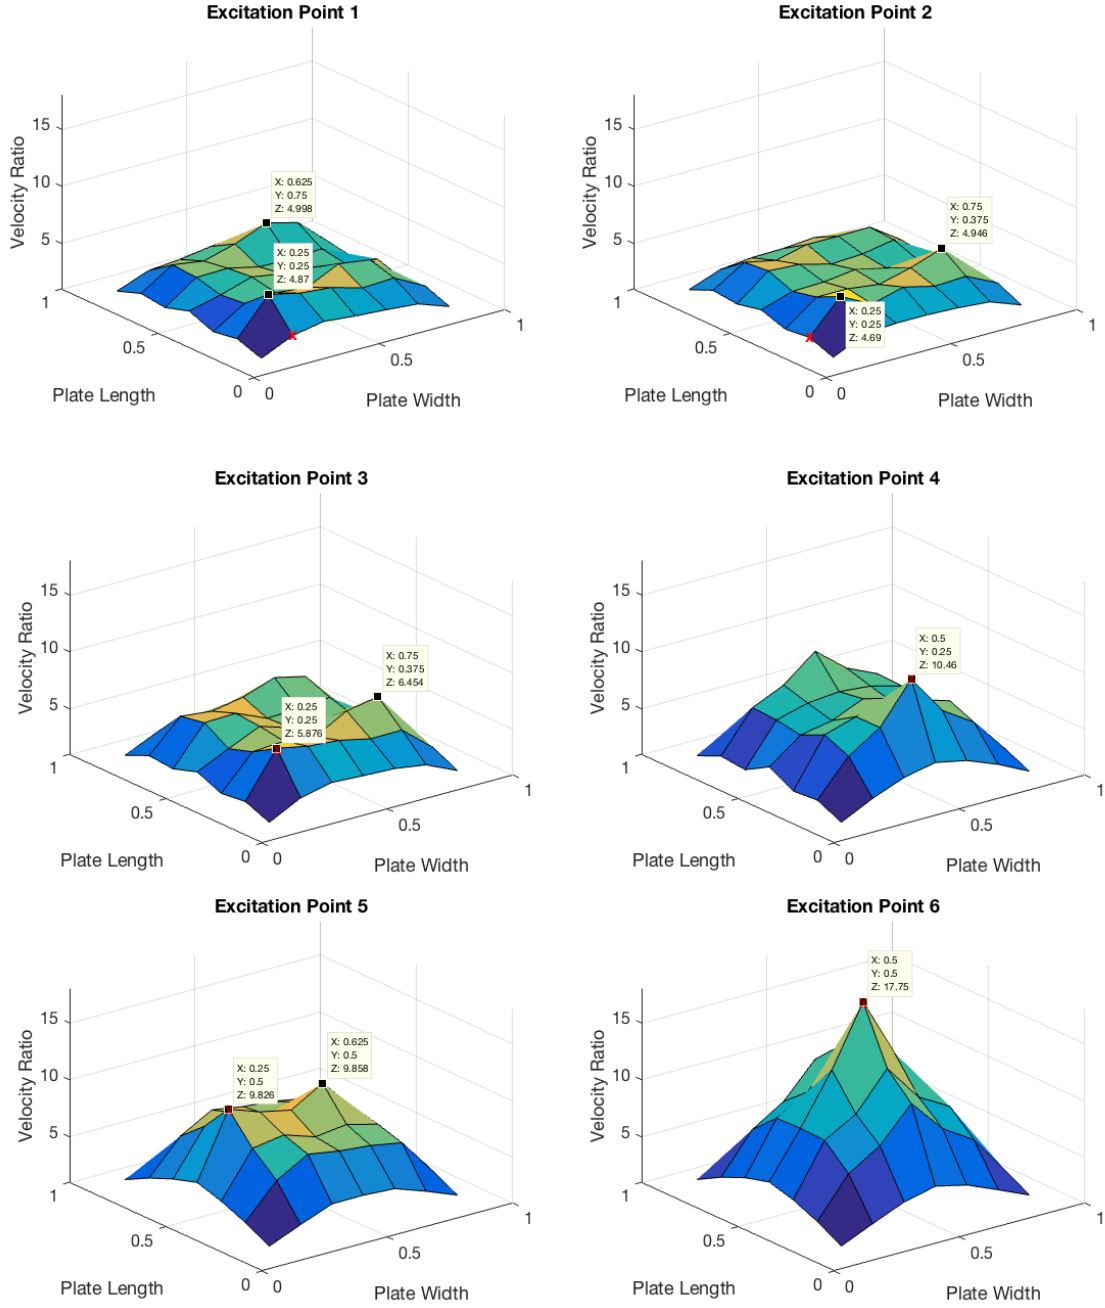 Excitation Point 1
15
10
5
Velocity Ratio
X: 0.625
Y: 0.75
Z: 4.998
X: 0.25
Y: 0.25
Z: 4.87
x
1
0.5
0
0
0.5
1
Plate Length
Plate Width
Excitation Point 2
15
10
5
Velocity Ratio
X: 0.75
Y: 0.375
Z: 4.946
X: 0.25
Y: 0.25
Z: 4.69
x
1
0.5
0
0
0.5
1
Plate Length
Plate Width
Excitation Point 3
15
10
5
Velocity Ratio
X: 0.75
Y: 0.375
Z: 6.454
X: 0.25
Y: 0.25
Z: 5.876
1
0.5
0
0
0.5
1
Plate Length
Plate Width
Excitation Point 4
15
10
5
Velocity Ratio
X: 0.5
Y: 0.25
Z: 10.46
1
0.5
0
0
0.5
1
Plate Length
Plate Width
Excitation Point 5
15
10
5
Velocity Ratio
X: 0.625
Y: 0.5
Z: 9.858
X: 0.25
Y: 0.5
Z: 9.826
1
0.5
0
0
0.5
1
Plate Length
Plate Width
Excitation Point 6
15
10
5
Velocity Ratio
X: 0.5
Y: 0.5
Z: 17.75
1
0.5
0
0
0.5
1
Plate Length
Plate Width